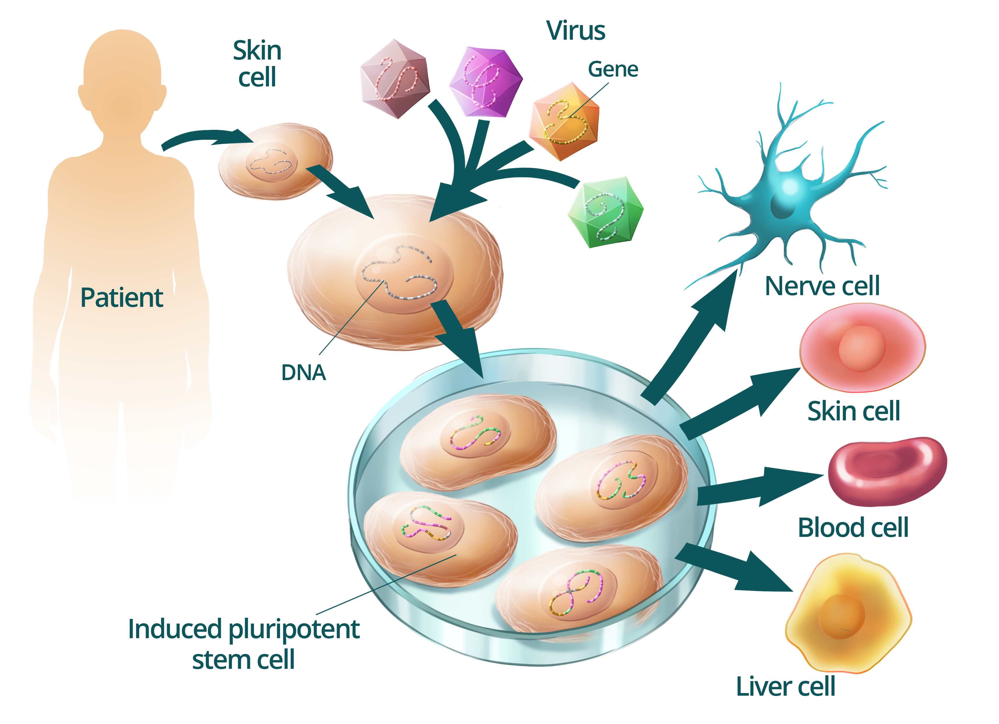 Skin
cell
Virus
Gene
Patient
DNA
Nerve cell
Skin cell
Blood cell
Liver cell
Induced pluripotent
stem cell